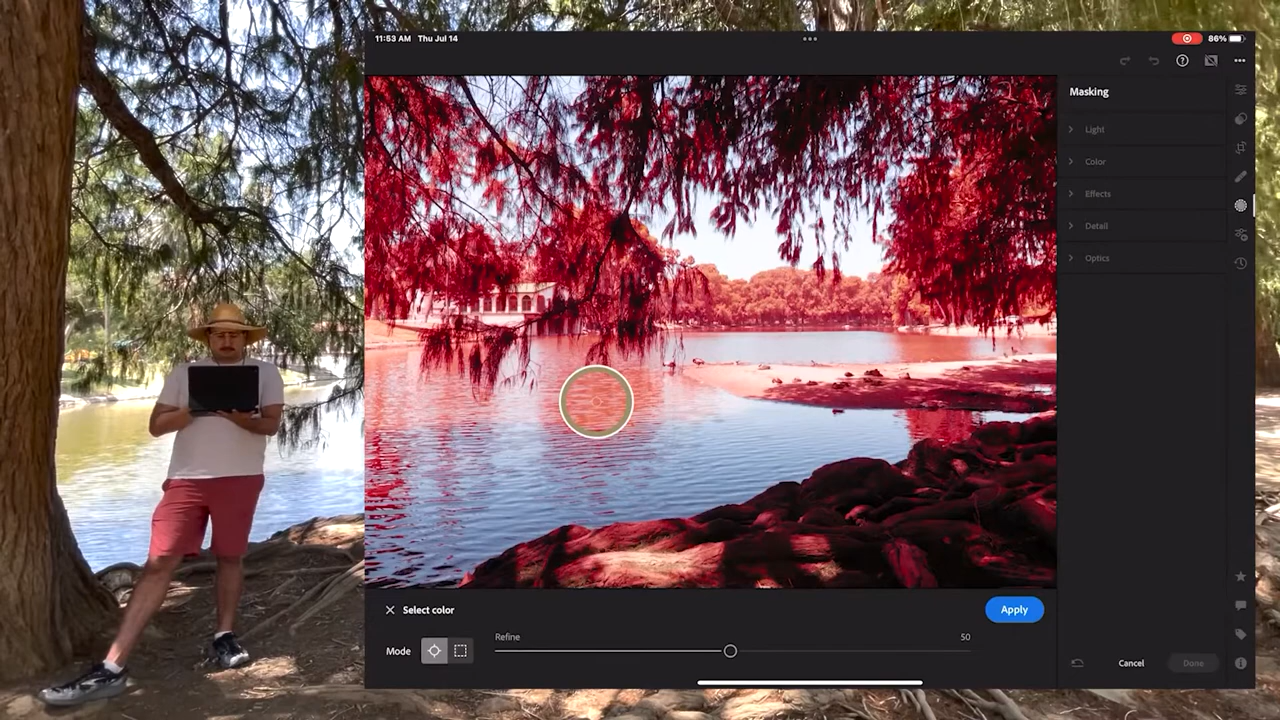 11:53 AM Thu Jul 14
86%
Masking
Light
Color
Effects
Detail
Optics
Select color
Apply
Mode
Refine
50
Cancel
Done